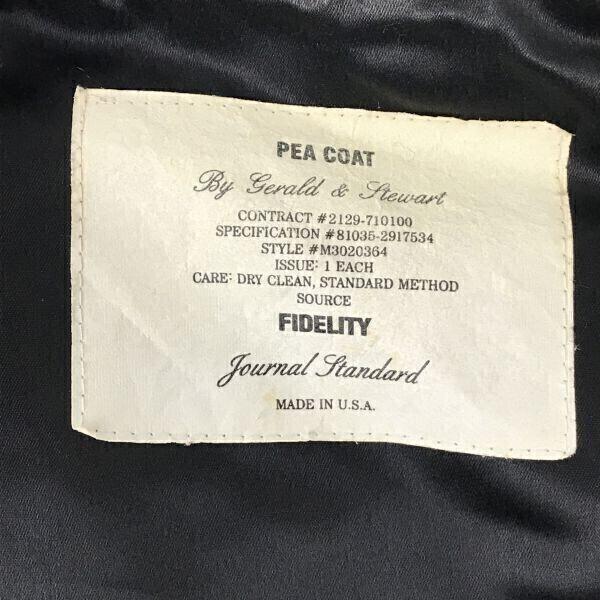 PEA COAT
By Gerald & Stewart
CONTRACT #2129-710100
SPECIFICATION #81035-2917534
STYLE #M3020364
ISSUE: 1 EACH
CARE: DRY CLEAN, STANDARD METHOD
SOURCE
FIDELITY
Journal Standard
MADE IN U.S.A.